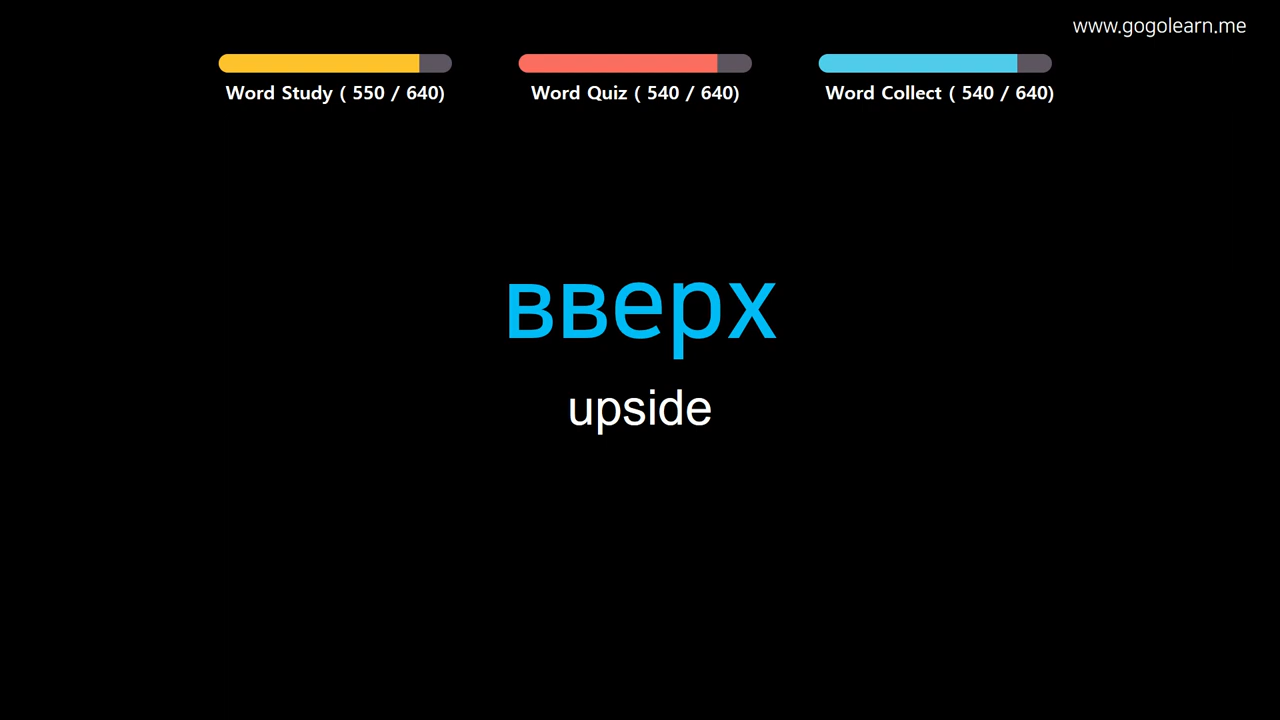 www.gogolearn.me
Word Study ( 550 / 640)
Word Quiz ( 540 / 640)
Word Collect ( 540 / 640)
вверх
upside